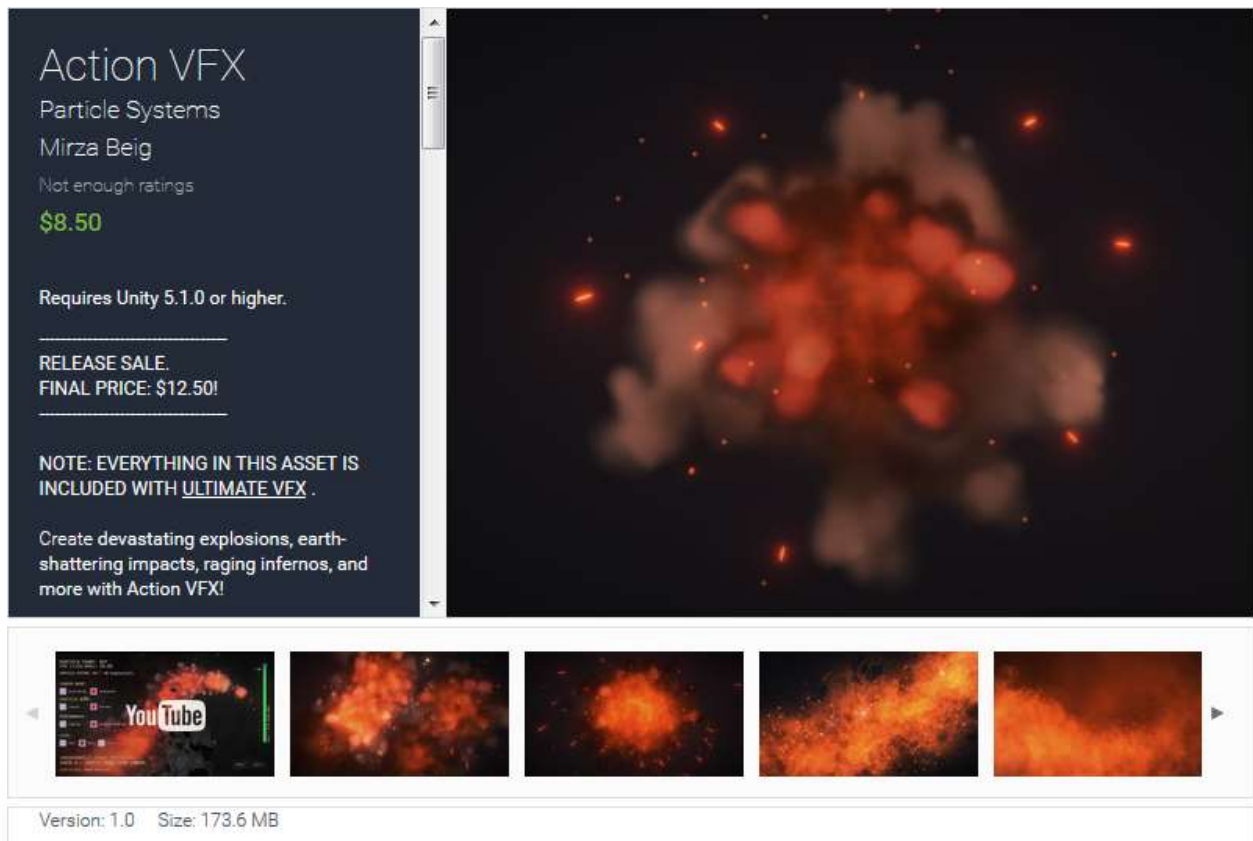 Action VFX
Particle Systems
Mirza Beig
Not enough ratings
$8.50
Requires Unity 5.1.0 or higher.
RELEASE SALE.
FINAL PRICE: $12.50!
NOTE: EVERYTHING IN THIS ASSET IS
INCLUDED WITH ULTIMATE VFX .
Create devastating explosions, earth-
shattering impacts, raging infernos, and
more with Action VFX!
YouTube
Version: 1.0 Size: 173.6 MB